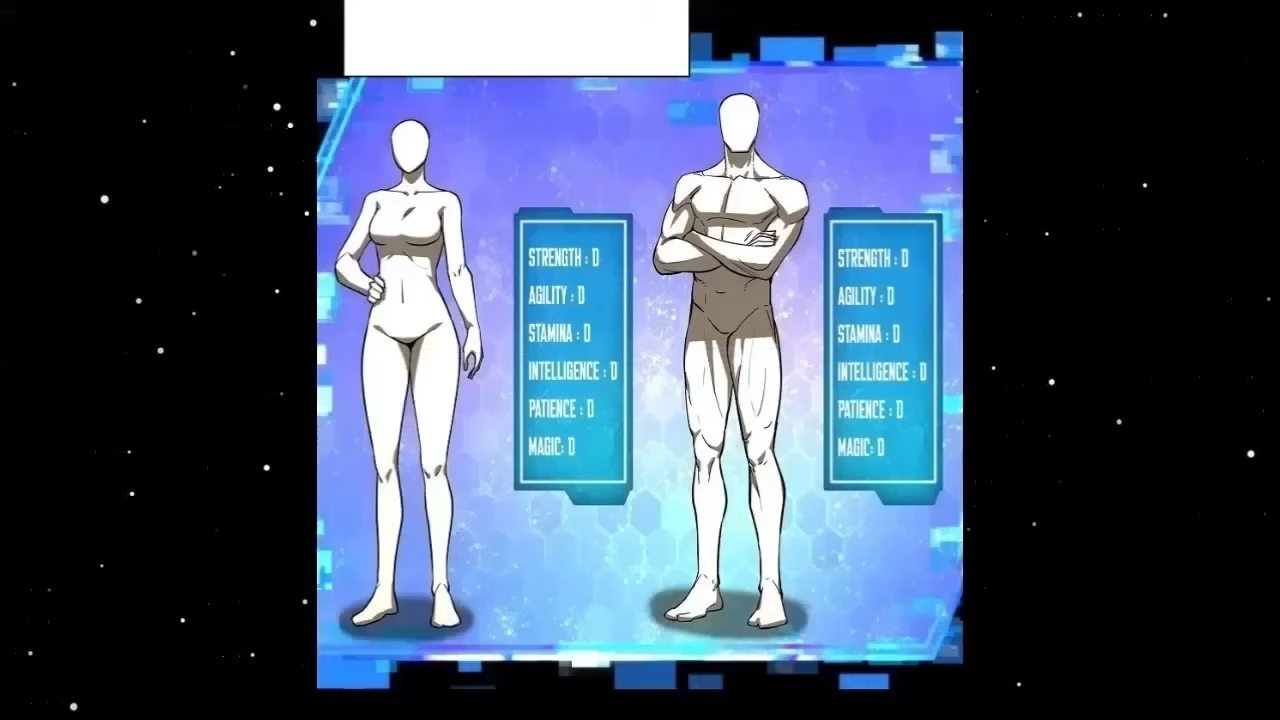 STRENGTH : D
AGILITY : D
STAMINA : D
INTELLIGENCE : D
PATIENCE : D
MAGIC: D
STRENGTH : D
AGILITY : D
STAMINA : D
INTELLIGENCE : D
PATIENCE : D
MAGIC: D